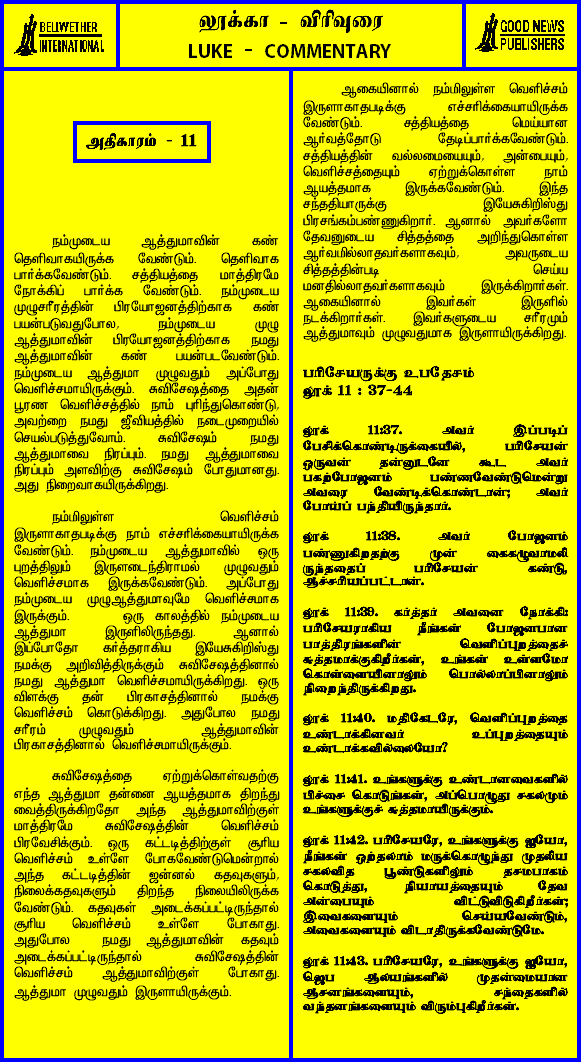 BELIWETHER
INTERNATIONAL
லூக்கா - விரிவுரை
LUKE - COMMENTARY
GOOD NEWS
PUBLISHERS
அதிகாரம் - 11
நம்முடைய ஆத்துமாவின் கண்
தெளிவாகயிருக்க வேண்டும். தெளிவாக
பார்க்கவேண்டும். சத்தியத்தை மாத்திரமே
நோக்கிப் பார்க்க வேண்டும். நம்முடைய
முழுசரீரத்தின் பிரயோஜனத்திற்காக கண்
பயன்படுவதுபோல, நம்முடைய முழு
ஆத்துமாவின் பிரயோஜனத்திற்காக நமது
ஆத்துமாவின் கண் பயன்படவேண்டும்.
நம்முடைய ஆத்துமா முழுவதும் அப்போது
வெளிச்சமாயிருக்கும். சுவிசேஷத்தை அதன்
பூரண வெளிச்சத்தில் நாம் புரிந்துகொண்டு,
அவற்றை நமது ஜீவியத்தில் நடைமுறையில்
செயல்படுத்துவோம். சுவிசேஷம் நமது
ஆத்துமாவை நிரப்பும். நமது ஆத்துமாவை
நிரப்பும் அளவிற்கு சுவிசேஷம் போதுமானது.
அது நிறைவாகயிருக்கிறது.
நம்மிலுள்ள வெளிச்சம்
இருளாகாதபடிக்கு நாம் எச்சரிக்கையாயிருக்க
வேண்டும். நம்முடைய ஆத்துமாவில் ஒரு
புறத்திலும் இருளடைந்திராமல் முழுவதும்
வெளிச்சமாக இருக்கவேண்டும். அப்போது
நம்முடைய முழுஆத்துமாவுமே வெளிச்சமாக
இருக்கும். ஒரு காலத்தில் நம்முடைய
ஆத்துமா இருளிலிருந்தது. ஆனால்
இப்போதோ கர்த்தராகிய இயேசுகிறிஸ்து
நமக்கு அறிவித்திருக்கும் சுவிசேஷத்தினால்
நமது ஆத்துமா வெளிச்சமாயிருக்கிறது. ஒரு
விளக்கு தன் பிரகாசத்தினால் நமக்கு
வெளிச்சம் கொடுக்கிறது. அதுபோல நமது
சரீரம் முழுவதும் ஆத்துமாவின்
பிரகாசத்தினால் வெளிச்சமாயிருக்கும்.
சுவிசேஷத்தை ஏற்றுக்கொள்வதற்கு
எந்த ஆத்துமா தன்னை ஆயத்தமாக திறந்து
வைத்திருக்கிறதோ அந்த ஆத்துமாவிற்குள்
மாத்திரமே சுவிசேஷத்தின் வெளிச்சம்
பிரவேசிக்கும். ஒரு கட்டடத்திற்குள் சூரிய
வெளிச்சம் உள்ளே போகவேண்டுமென்றால்
அந்த கட்டடத்தின் ஜன்னல் கதவுகளும்,
நிலைக்கதவுகளும் திறந்த நிலையிலிருக்க
வேண்டும். கதவுகள் அடைக்கப்பட்டிருந்தால்
சூரிய வெளிச்சம் உள்ளே போகாது.
அதுபோல நமது ஆத்துமாவின் கதவும்
அடைக்கப்பட்டிருந்தால் சுவிசேஷத்தின்
வெளிச்சம் ஆத்துமாவிற்குள் போகாது.
ஆத்துமா முழுவதும் இருளாயிருக்கும்.
ஆகையினால் நம்மிலுள்ள வெளிச்சம்
இருளாகாதபடிக்கு எச்சரிக்கையாயிருக்க
வேண்டும். சத்தியத்தை மெய்யான
ஆர்வத்தோடு தேடிப்பார்க்கவேண்டும்.
சத்தியத்தின் வல்லமையையும், அன்பையும்,
வெளிச்சத்தையும் ஏற்றுக்கொள்ள நாம்
ஆயத்தமாக இருக்கவேண்டும். இந்த
சந்ததியாருக்கு இயேசுகிறிஸ்து
பிரசங்கம்பண்ணுகிறார். ஆனால் அவர்களோ
தேவனுடைய சித்தத்தை அறிந்துகொள்ள
ஆர்வமில்லாதவர்களாகவும், அவருடைய
சித்தத்தின்படி செய்ய
மனதில்லாதவர்களாகவும் இருக்கிறார்கள்.
ஆகையினால் இவர்கள் இருளில்
நடக்கிறார்கள். இவர்களுடைய சரீரமும்
ஆத்துமாவும் முழுவதுமாக இருளாயிருக்கிறது.
பரிசேயருக்கு உபதேசம்
லூக் 11 : 37-44
லூக் 11:37. அவர் இப்படிப்
பேசிக்கொண்டிருக்கையில், பரிசேயன்
ஒருவன் தன்னுடனே கூட அவர்
பகற்போஜனம் பண்ணவேண்டுமென்று
அவரை வேண்டிக்கொண்டான்; அவர்
போய்ப் பந்தியிருந்தார்.
லூக் 11:38. அவர் போஜனம்
பண்ணுகிறதற்கு முன் கைகழுவாமலி
ருந்ததைப் பரிசேயன் கண்டு,
ஆச்சரியப்பட்டான்.
லூக் 11:39. கர்த்தர் அவனை நோக்கி:
பரிசேயராகிய நீங்கள் போஜனபான
பாத்திரங்களின் வெளிப்புறத்தைச்
சுத்தமாக்குகிறீர்கள், உங்கள் உள்ளமோ
கொள்ளையினாலும் பொல்லாப்பினாலும்
நிறைந்திருக்கிறது.
லூக் 11:40. மதிகேடரே, வெளிப்புறத்தை
உண்டாக்கினவர் உட்புறத்தையும்
உண்டாக்கவில்லையோ?
லூக் 11:41. உங்களுக்கு உண்டானவைகளில்
பிச்சை கொடுங்கள், அப்பொழுது சகலமும்
உங்களுக்குச் சுத்தமாயிருக்கும்.
லூக் 11:42. பரிசேயரே, உங்களுக்கு ஐயோ,
நீங்கள் ஒற்தலாம் மருக்கொழுந்து முதலிய
சகலவித பூண்டுகளிலும் தசமபாகம்
கொடுத்து, நியாயத்தையும் தேவ
அன்பையும் விட்டுவிடுகிறீர்கள்;
இவைகளையும் செய்யவேண்டும்,
அவைகளையும் விடாதிருக்கவேண்டுமே.
லூக் 11:43. பரிசேயரே, உங்களுக்கு ஐயோ,
ஜெப ஆலயங்களில் முதன்மையான
ஆசனங்களையும், சந்தைகளில்
வந்தனங்களையும் விரும்புகிறீர்கள்.